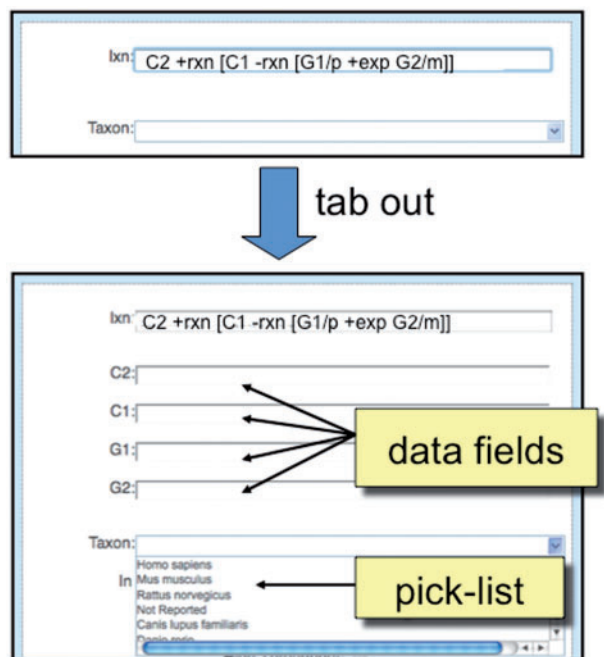 Ixn: C2 +rxn [C1 -rxn [G1/p +exp G2/m]]
Taxon:
tab out
Ixn: C2 +rxn [C1 -rxn [G1/p +exp G2/m]]
C2:
C1:
data fields
G1:
G2:
Taxon:
Homo sapiens
In Mus musculus
pick-list
Rattus norvegicus
Not Reported
Canis lupus familiaris